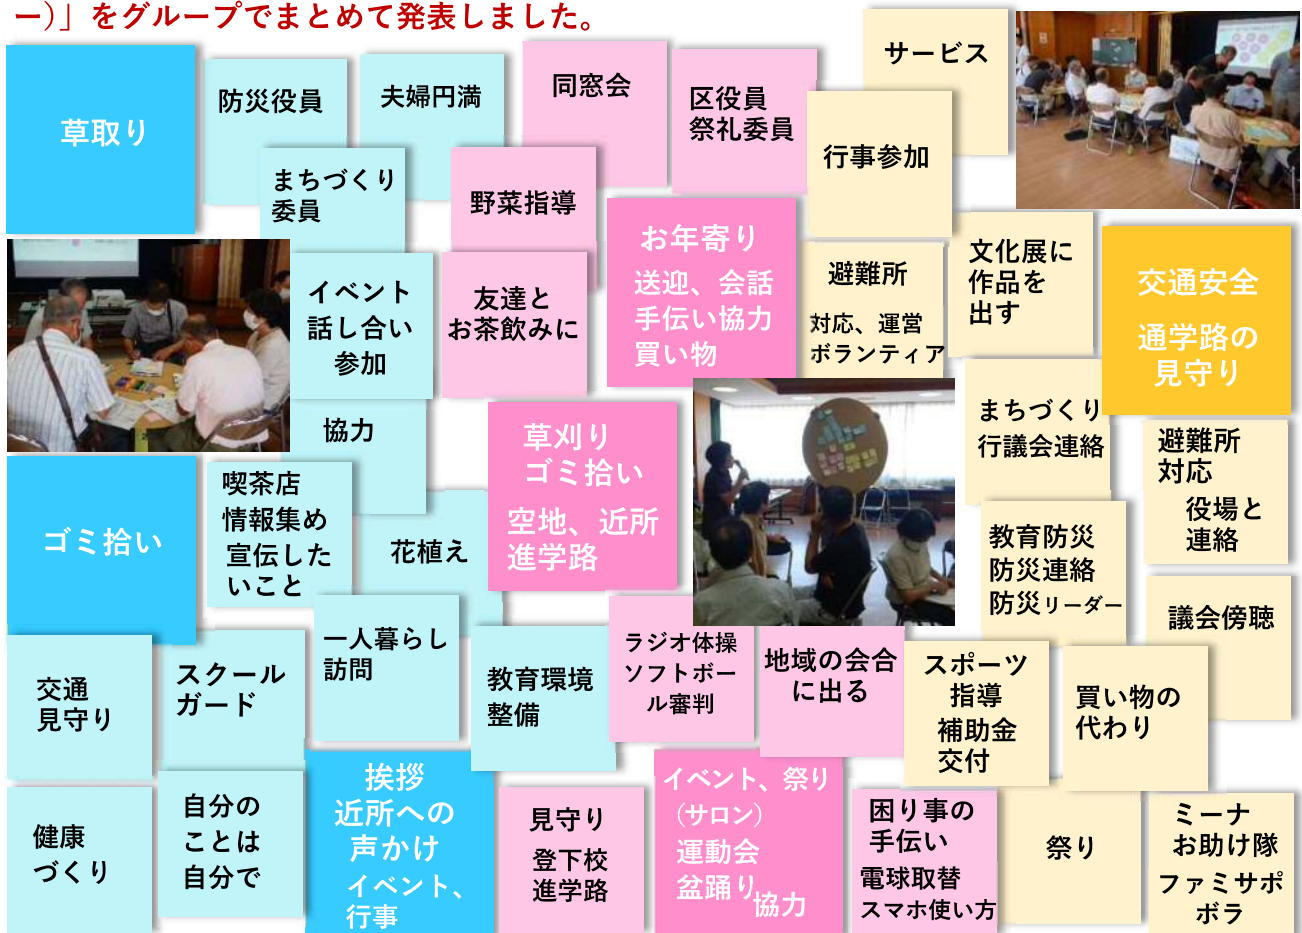 ー）」をグループでまとめて発表しました。
草取り
防災役員
夫婦円満
同窓会
区役員
祭礼委員
サービス
行事参加
まちづくり
委員
野菜指導
お年寄り
送迎、会話
手伝い協力
買い物
避難所
対応、運営
ボランティア
文化展に
作品を
出す
交通安全
通学路の
見守り
イベント
話し合い
参加
友達と
お茶飲みに
協力
草刈り
ゴミ拾い
空地、近所
進学路
まちづくり
行議会連絡
避難所
対応
役場と
連絡
ゴミ拾い
喫茶店
情報集め
宣伝した
いこと
花植え
教育防災
防災連絡
防災リーダー
議会傍聴
交通
見守り
スクール
ガード
一人暮らし
訪問
教育環境
整備
ラジオ体操
ソフトボー
ル審判
地域の会合
に出る
スポーツ
指導
補助金
交付
買い物の
代わり
健康
づくり
自分の
ことは
自分で
挨拶
近所への
声かけ
イベント、
行事
見守り
登下校
進学路
イベント、祭り
（サロン）
運動会
盆踊り
協力
困り事の
手伝い
電球取替
スマホ使い方
祭り
ミーナ
お助け隊
ファミサポ
ボラ